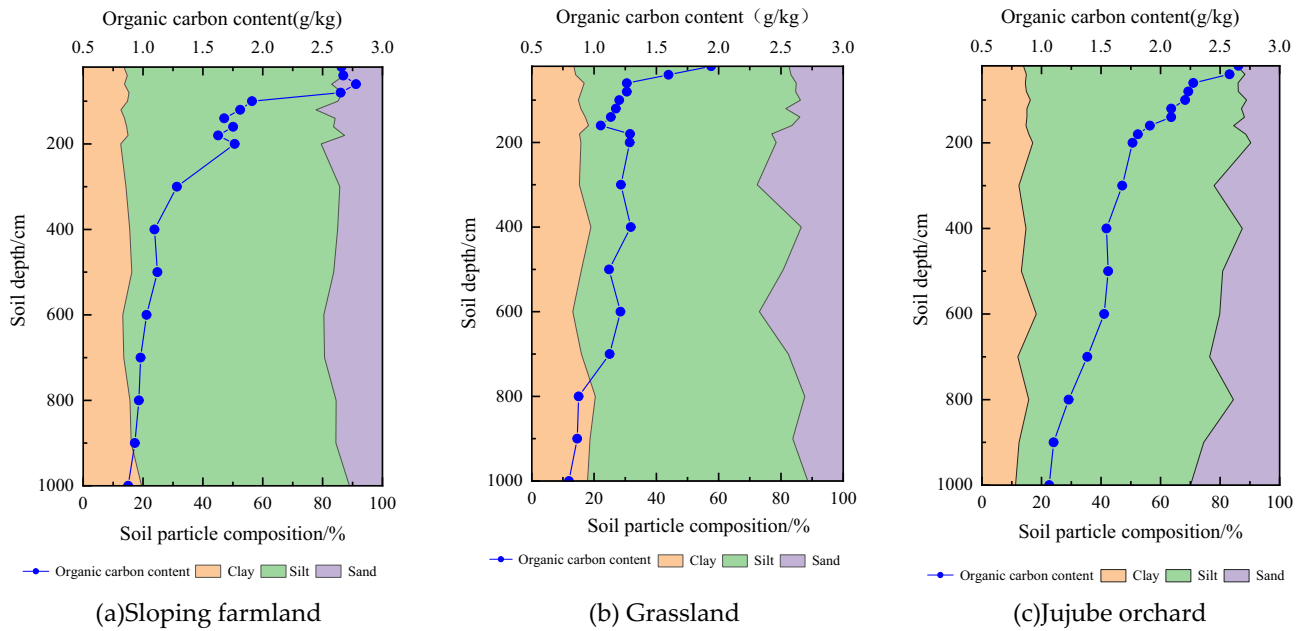 Organic carbon content(g/kg)
0.5 1.0 1.5 2.0 2.5 3.0
Soil depth/cm
200
400
600
800
1000
0 20 40 60 80 100
Soil particle composition/%
Organic carbon content Clay Silt Sand
(a)Sloping farmland
Organic carbon content（g/kg）
0.5 1.0 1.5 2.0 2.5 3.0
Soil depth/cm
200
400
600
800
1000
0 20 40 60 80 100
Soil particle composition/%
Organic carbon content Clay Silt Sand
(b) Grassland
Organic carbon content(g/kg)
0.5 1.0 1.5 2.0 2.5 3.0
Soil depth/cm
200
400
600
800
1000
0 20 40 60 80 100
Soil particle composition/%
Organic carbon content Clay Silt Sand
(c)Jujube orchard